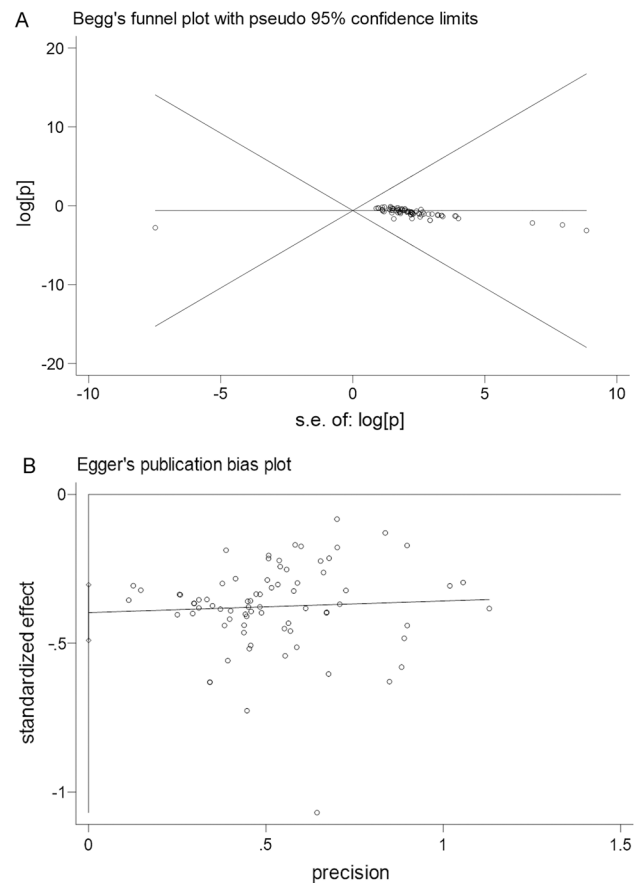 A
Begg's funnel plot with pseudo 95% confidence limits
20
10
0
-10
-20
log[p]
-10
-5
0
5
10
s.e. of: log[p]
B
Egger's publication bias plot
0
-.5
-1
standardized effect
0
.5
1
1.5
precision